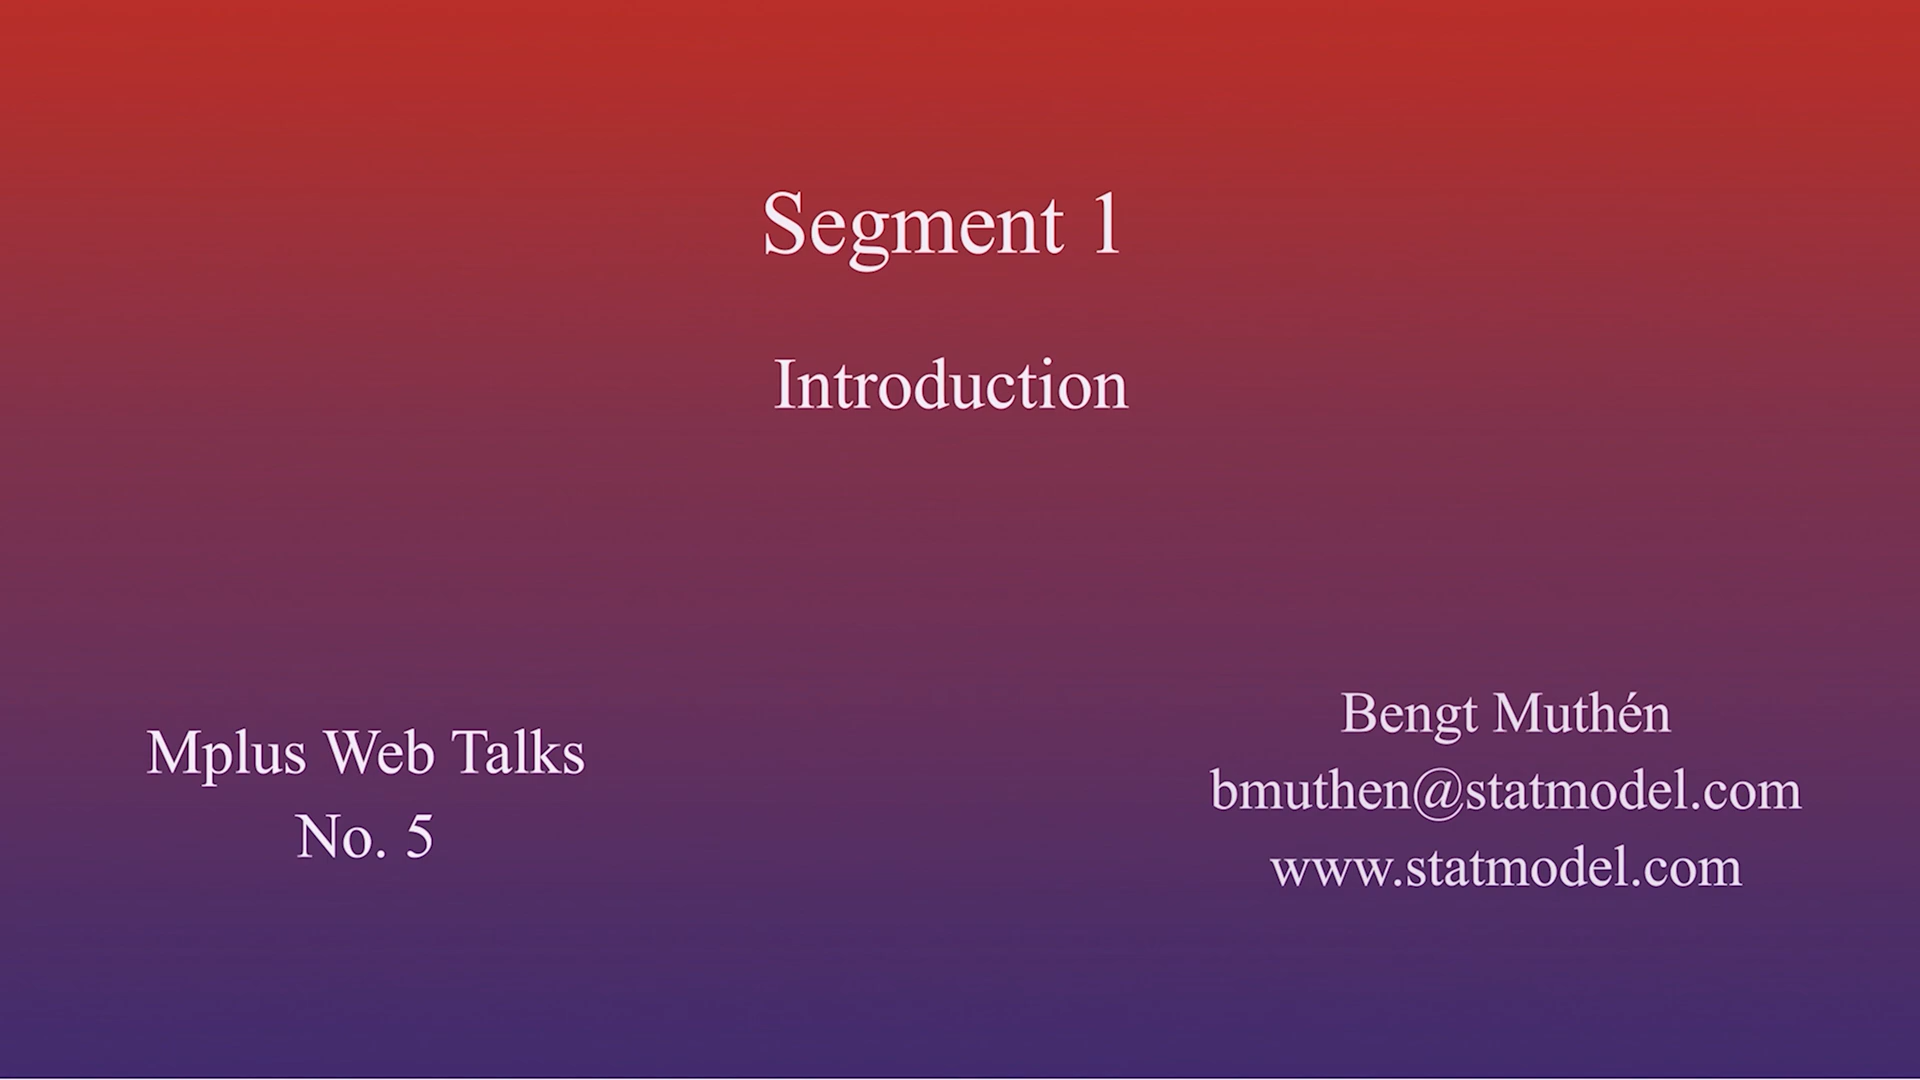 Segment 1
Introduction
Mplus Web Talks
No. 5
Bengt Muthén
bmuthen@statmodel.com
www.statmodel.com